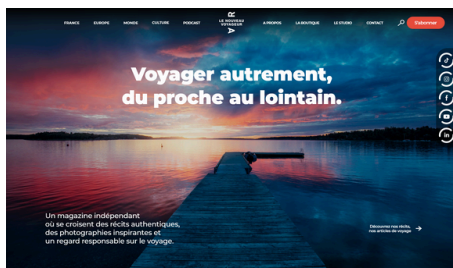 FRANCE EUROPE MONDE CULTURE PODCAST
A R
LE NOUVEAU
VOYAGEUR
A PROPOS LA BOUTIQUE LE STUDIO CONTACT
S'abonner
Voyager autrement,
du proche au lointain.
Un magazine indépendant
où se croisent des récits authentiques,
des photographies inspirantes et
un regard responsable sur le voyage.
Découvrez nos récits,
nos articles de voyage